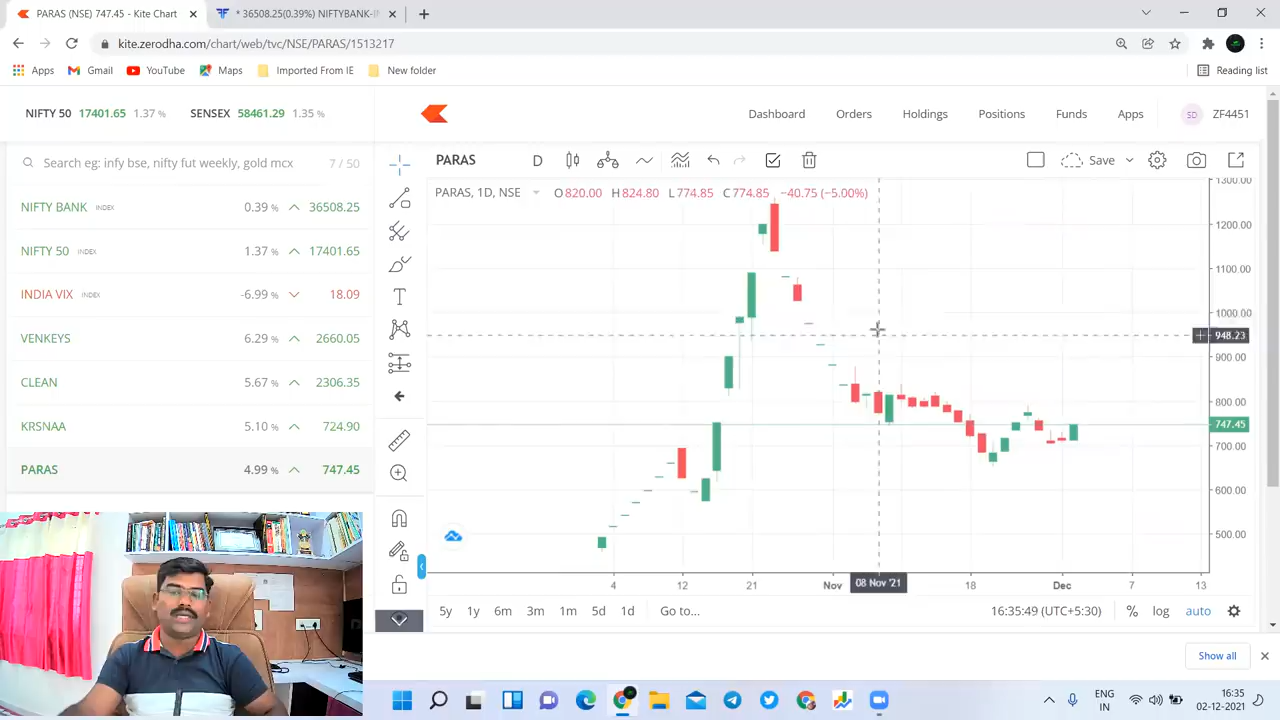 PARAS (NSE) 747.45 - Kite Chart
* 36508.25(0.39%) NIFTYBANK-I
kite.zerodha.com/chart/web/tvc/NSE/PARAS/1513217
Apps Gmail YouTube Maps Imported From IE New folder Reading list
NIFTY 50 17401.65 1.37 % SENSEX 58461.29 1.35 %
Dashboard Orders Holdings Positions Funds Apps SD ZF4451
Search eg: infy bse, nifty fut weekly, gold mcx 7 / 50
NIFTY BANK INDEX 0.39 % 36508.25
NIFTY 50 INDEX 1.37 % 17401.65
INDIA VIX INDEX -6.99 % 18.09
VENKEYS 6.29 % 2660.05
CLEAN 5.67 % 2306.35
KRSNAA 5.10 % 724.90
PARAS 4.99 % 747.45
PARAS D Save
PARAS, 1D, NSE O820.00 H824.80 L774.85 C774.85 −40.75 (−5.00%)
1300.00
1200.00
1100.00
1000.00
948.23
900.00
800.00
747.45
700.00
600.00
500.00
4 12 21 Nov 08 Nov '21 18 Dec 7 13
5y 1y 6m 3m 1m 5d 1d Go to... 16:35:49 (UTC+5:30) % log auto
Show all
ENG
IN
16:35
02-12-2021